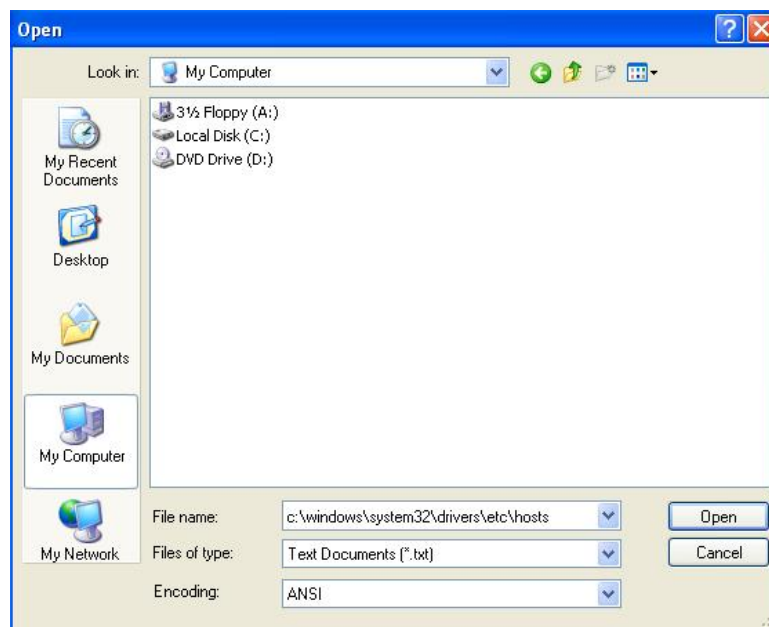 Open
Look in:
My Computer
3½ Floppy (A:)
Local Disk (C:)
DVD Drive (D:)
My Recent
Documents
Desktop
My Documents
My Computer
My Network
File name:
c:\windows\system32\drivers\etc\hosts
Open
Files of type:
Text Documents (*.txt)
Cancel
Encoding:
ANSI